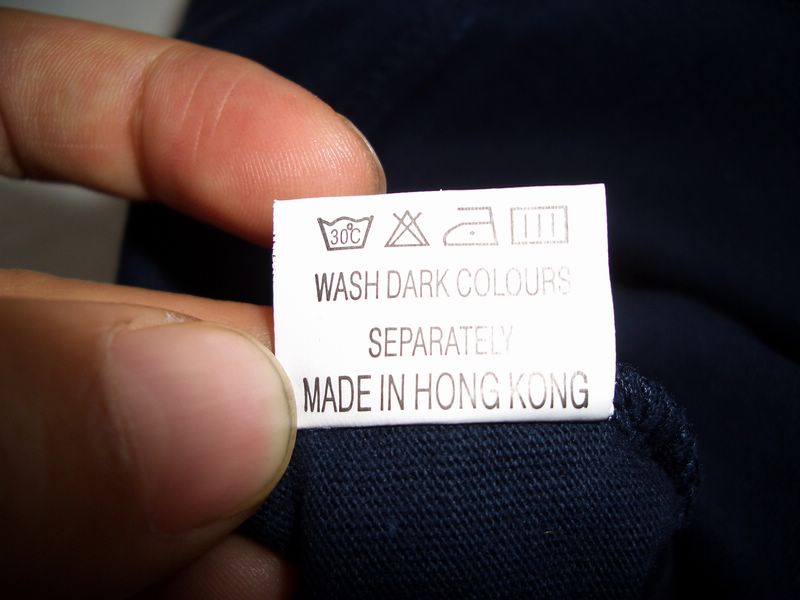 30°C
WASH DARK COLOURS
SEPARATELY
MADE IN HONG KONG